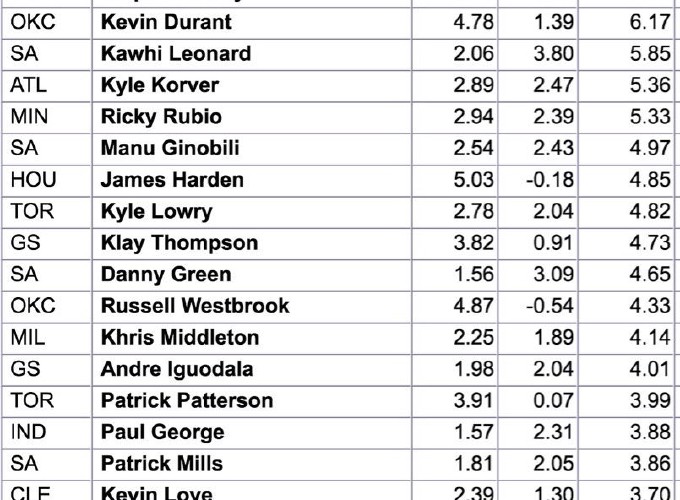 OKC Kevin Durant 4.78 1.39 6.17
SA Kawhi Leonard 2.06 3.80 5.85
ATL Kyle Korver 2.89 2.47 5.36
MIN Ricky Rubio 2.94 2.39 5.33
SA Manu Ginobili 2.54 2.43 4.97
HOU James Harden 5.03 -0.18 4.85
TOR Kyle Lowry 2.78 2.04 4.82
GS Klay Thompson 3.82 0.91 4.73
SA Danny Green 1.56 3.09 4.65
OKC Russell Westbrook 4.87 -0.54 4.33
MIL Khris Middleton 2.25 1.89 4.14
GS Andre Iguodala 1.98 2.04 4.01
TOR Patrick Patterson 3.91 0.07 3.99
IND Paul George 1.57 2.31 3.88
SA Patrick Mills 1.81 2.05 3.86
CLE Kevin Love 2.39 1.30 3.70